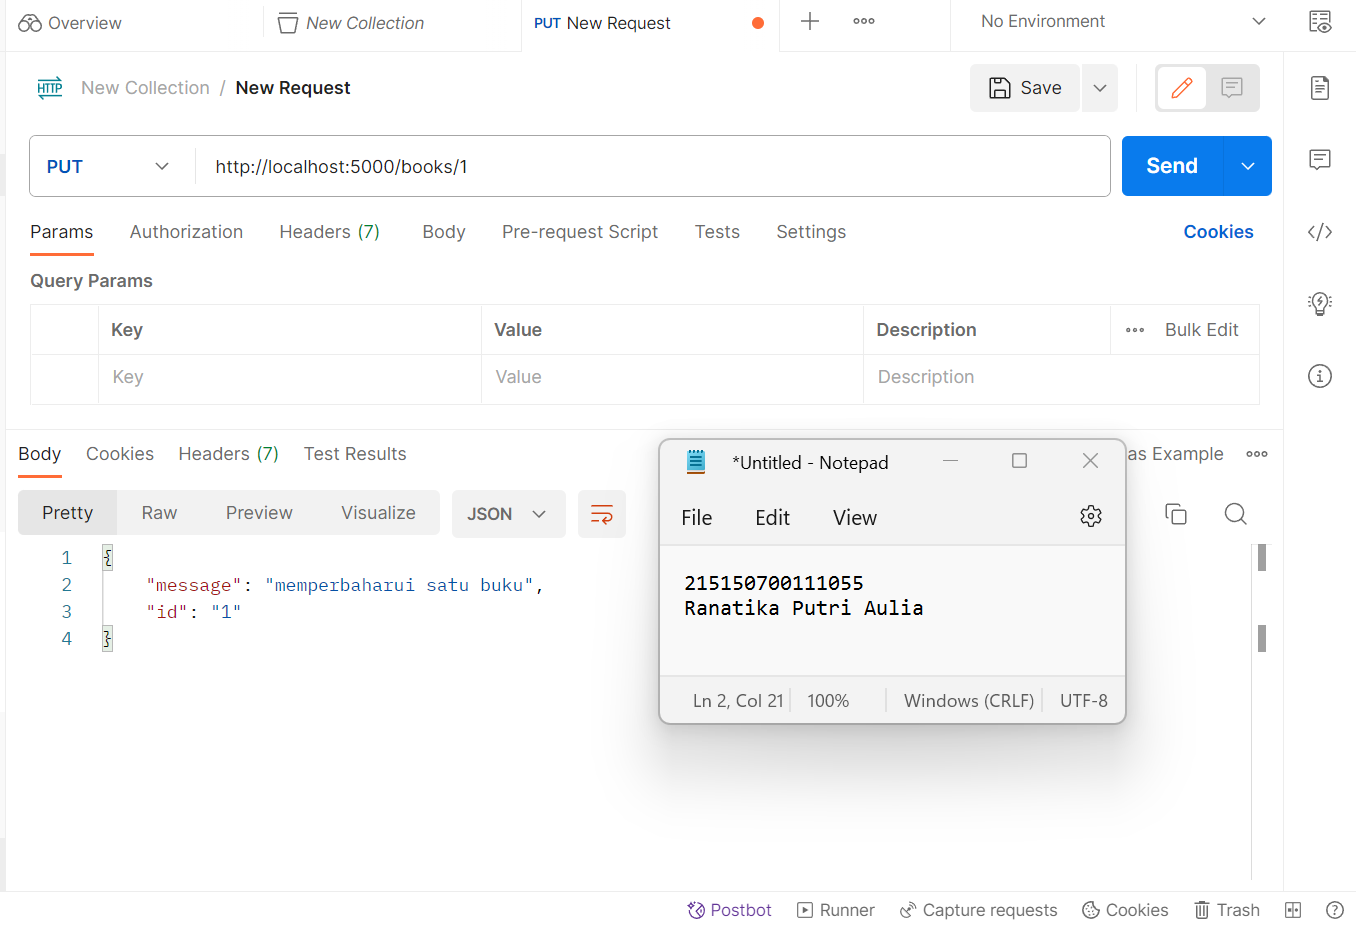 Overview
New Collection
PUT New Request
No Environment
HTTP New Collection / New Request
Save
PUT http://localhost:5000/books/1
Send
Params Authorization Headers (7) Body Pre-request Script Tests Settings Cookies
Query Params
Key Value Description Bulk Edit
Key Value Description
Body Cookies Headers (7) Test Results as Example
Pretty Raw Preview Visualize JSON
1 {
2 "message": "memperbaharui satu buku",
3 "id": "1"
4 }
*Untitled - Notepad
File Edit View
215150700111055
Ranatika Putri Aulia
Ln 2, Col 21 100% Windows (CRLF) UTF-8
Postbot Runner Capture requests Cookies Trash